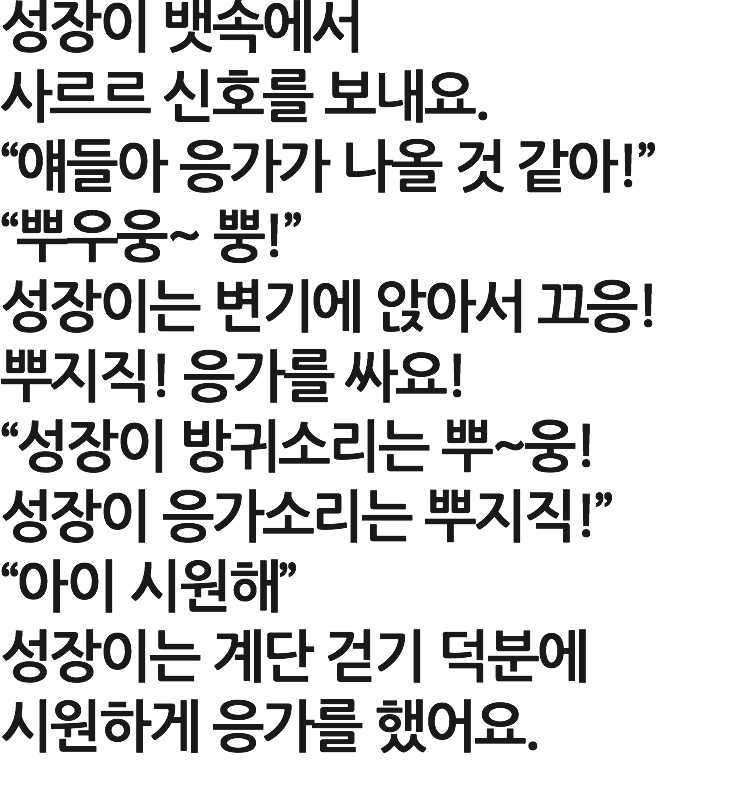 성장이 뱃속에서
사르르 신호를 보내요.
“얘들아 응가가 나올 것 같아!”
“뿌우웅~ 뿡!”
성장이는 변기에 앉아서 끄응!
뿌지직! 응가를 싸요!
“성장이 방귀소리는 뿌~웅!
성장이 응가소리는 뿌지직!”
“아이 시원해”
성장이는 계단 걷기 덕분에
시원하게 응가를 했어요.